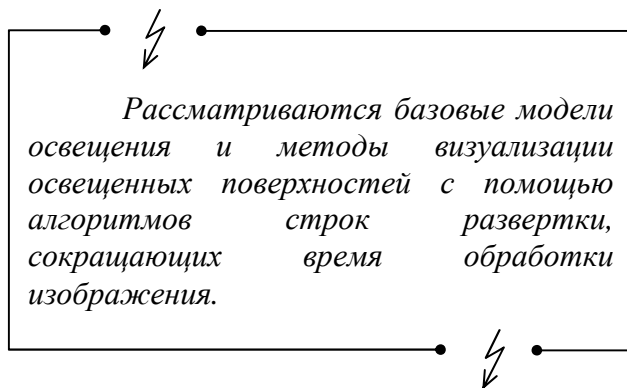 Рассматриваются базовые модели
освещения и методы визуализации
освещенных поверхностей с помощью
алгоритмов строк развертки,
сокращающих время обработки
изображения.